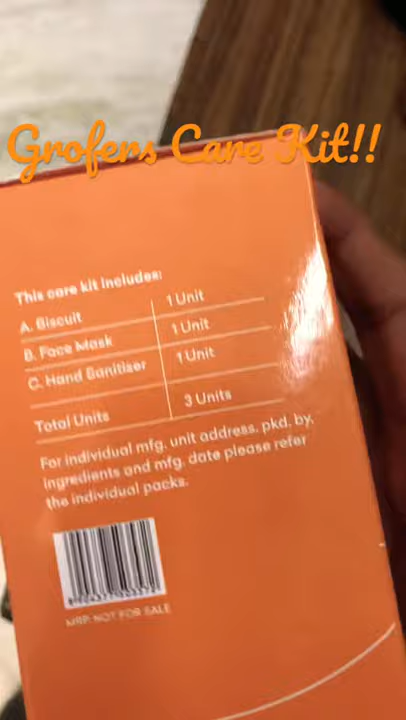 Grofers Care Kit!!
This care kit includes:
A. Biscuit 1 Unit
B. Face Mask 1 Unit
C. Hand Sanitiser 1 Unit
Total Units 3 Units
For individual mfg. unit address, pkd. by,
ingredients and mfg. date please refer
the individual packs.
MRP: NOT FOR SALE